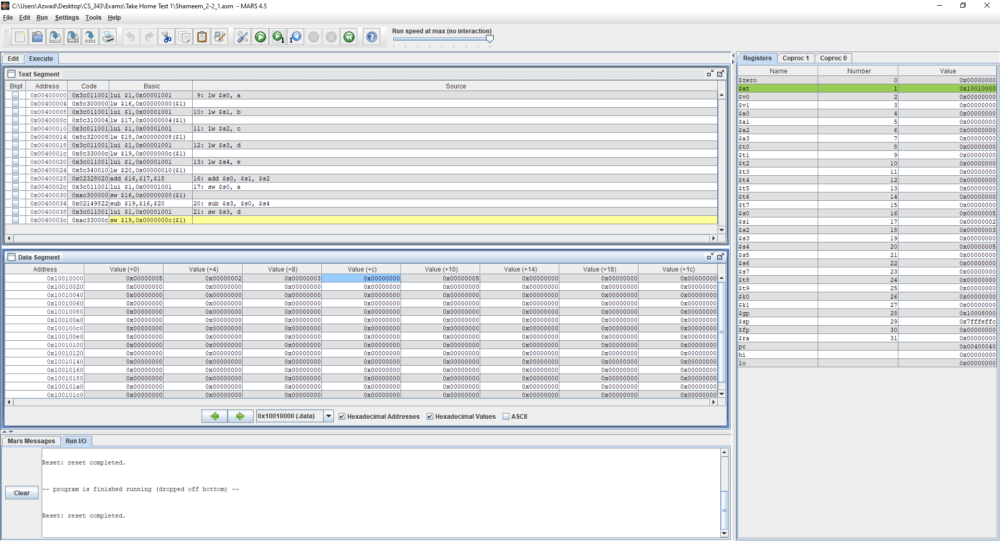 C:\Users\Azwad\Desktop\CS_343\Exams\Take Home Test 1\Shameem_2-2_1.asm - MARS 4.5
File Edit Run Settings Tools Help
Run speed at max (no interaction)
Edit Execute
Text Segment
Bkpt Address Code Basic Source
0x00400000 0x3c011001 lui $1,0x00001001 9: lw $s0, a
0x00400004 0x8c300000 lw $16,0x00000000($1)
0x00400008 0x3c011001 lui $1,0x00001001 10: lw $s1, b
0x0040000c 0x8c310004 lw $17,0x00000004($1)
0x00400010 0x3c011001 lui $1,0x00001001 11: lw $s2, c
0x00400014 0x8c320008 lw $18,0x00000008($1)
0x00400018 0x3c011001 lui $1,0x00001001 12: lw $s3, d
0x0040001c 0x8c33000c lw $19,0x0000000c($1)
0x00400020 0x3c011001 lui $1,0x00001001 13: lw $s4, e
0x00400024 0x8c340010 lw $20,0x00000010($1)
0x00400028 0x02328020 add $16,$17,$18 16: add $s0, $s1, $s2
0x0040002c 0x3c011001 lui $1,0x00001001 17: sw $s0, a
0x00400030 0xac300000 sw $16,0x00000000($1)
0x00400034 0x02149822 sub $19,$16,$20 20: sub $s3, $s0, $s4
0x00400038 0x3c011001 lui $1,0x00001001 21: sw $s3, d
0x0040003c 0xac33000c sw $19,0x0000000c($1)
Data Segment
Address Value (+0) Value (+4) Value (+8) Value (+c) Value (+10) Value (+14) Value (+18) Value (+1c)
0x10010000 0x00000005 0x00000002 0x00000003 0x00000000 0x00000005 0x00000000 0x00000000 0x00000000
0x10010020 0x00000000 0x00000000 0x00000000 0x00000000 0x00000000 0x00000000 0x00000000 0x00000000
0x10010040 0x00000000 0x00000000 0x00000000 0x00000000 0x00000000 0x00000000 0x00000000 0x00000000
0x10010060 0x00000000 0x00000000 0x00000000 0x00000000 0x00000000 0x00000000 0x00000000 0x00000000
0x10010080 0x00000000 0x00000000 0x00000000 0x00000000 0x00000000 0x00000000 0x00000000 0x00000000
0x100100a0 0x00000000 0x00000000 0x00000000 0x00000000 0x00000000 0x00000000 0x00000000 0x00000000
0x100100c0 0x00000000 0x00000000 0x00000000 0x00000000 0x00000000 0x00000000 0x00000000 0x00000000
0x100100e0 0x00000000 0x00000000 0x00000000 0x00000000 0x00000000 0x00000000 0x00000000 0x00000000
0x10010100 0x00000000 0x00000000 0x00000000 0x00000000 0x00000000 0x00000000 0x00000000 0x00000000
0x10010120 0x00000000 0x00000000 0x00000000 0x00000000 0x00000000 0x00000000 0x00000000 0x00000000
0x10010140 0x00000000 0x00000000 0x00000000 0x00000000 0x00000000 0x00000000 0x00000000 0x00000000
0x10010160 0x00000000 0x00000000 0x00000000 0x00000000 0x00000000 0x00000000 0x00000000 0x00000000
0x10010180 0x00000000 0x00000000 0x00000000 0x00000000 0x00000000 0x00000000 0x00000000 0x00000000
0x100101a0 0x00000000 0x00000000 0x00000000 0x00000000 0x00000000 0x00000000 0x00000000 0x00000000
0x100101c0 0x00000000 0x00000000 0x00000000 0x00000000 0x00000000 0x00000000 0x00000000 0x00000000
0x10010000 (.data) Hexadecimal Addresses Hexadecimal Values ASCII
Mars Messages Run I/O
Reset: reset completed.
-- program is finished running (dropped off bottom) --
Reset: reset completed.
Clear
Registers Coproc 1 Coproc 0
Name Number Value
$zero 0 0x00000000
$at 1 0x10010000
$v0 2 0x00000000
$v1 3 0x00000000
$a0 4 0x00000000
$a1 5 0x00000000
$a2 6 0x00000000
$a3 7 0x00000000
$t0 8 0x00000000
$t1 9 0x00000000
$t2 10 0x00000000
$t3 11 0x00000000
$t4 12 0x00000000
$t5 13 0x00000000
$t6 14 0x00000000
$t7 15 0x00000000
$s0 16 0x00000005
$s1 17 0x00000002
$s2 18 0x00000003
$s3 19 0x00000000
$s4 20 0x00000005
$s5 21 0x00000000
$s6 22 0x00000000
$s7 23 0x00000000
$t8 24 0x00000000
$t9 25 0x00000000
$k0 26 0x00000000
$k1 27 0x00000000
$gp 28 0x10008000
$sp 29 0x7fffeffc
$fp 30 0x00000000
$ra 31 0x00000000
pc 0x00400040
hi 0x00000000
lo 0x00000000